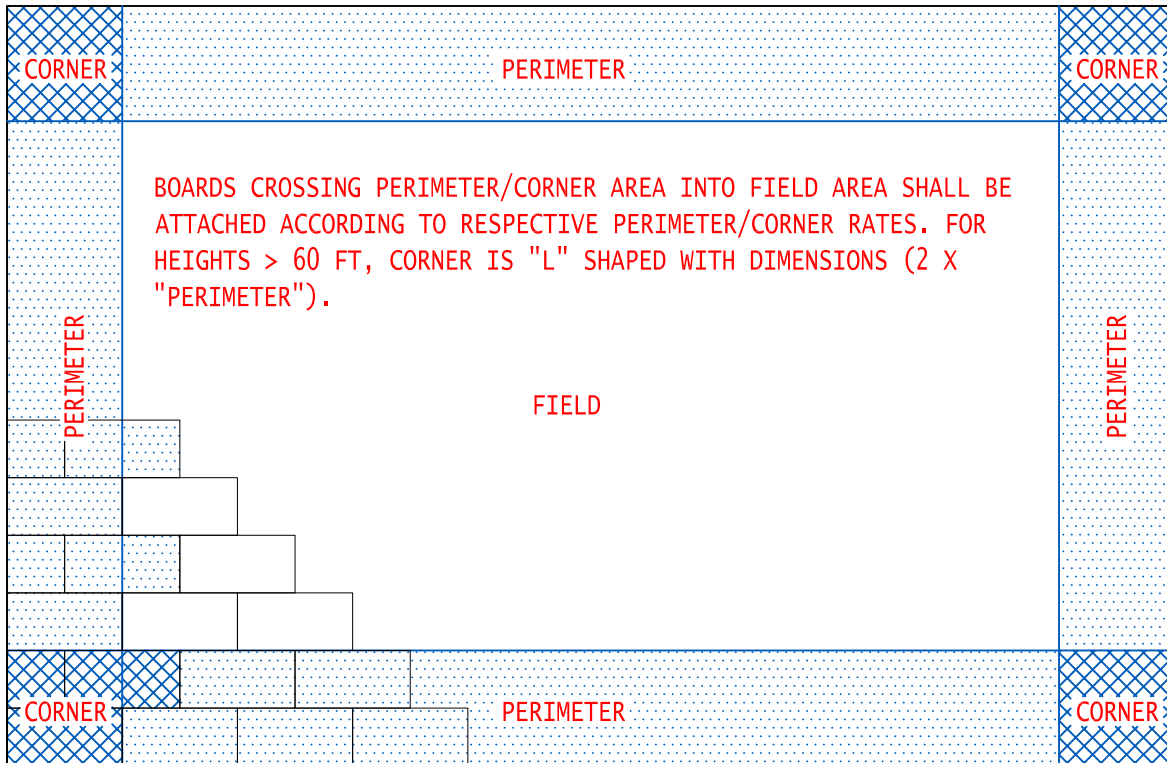 CORNER
PERIMETER
CORNER
BOARDS CROSSING PERIMETER/CORNER AREA INTO FIELD AREA SHALL BE
ATTACHED ACCORDING TO RESPECTIVE PERIMETER/CORNER RATES. FOR
HEIGHTS > 60 FT, CORNER IS "L" SHAPED WITH DIMENSIONS (2 X
"PERIMETER").
PERIMETER
FIELD
PERIMETER
CORNER
PERIMETER
CORNER